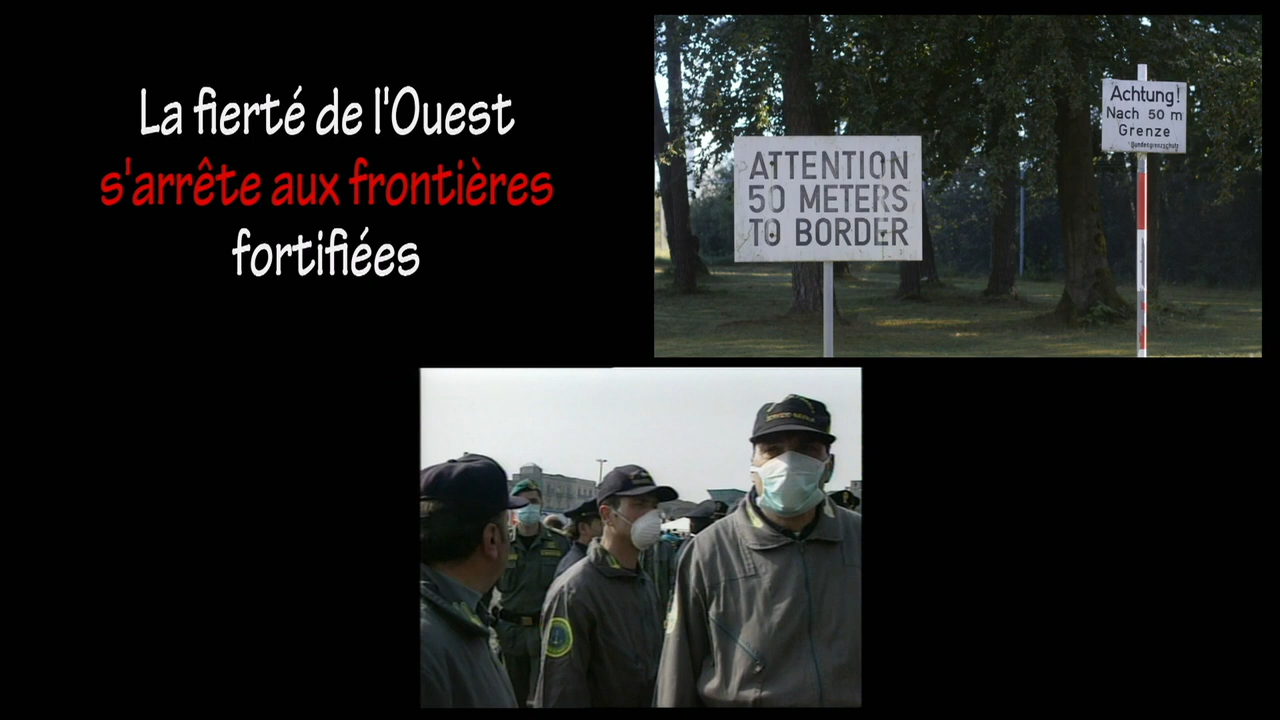 La fierté de l'Ouest
s'arrête aux frontières
fortifiées
ATTENTION
50 METERS
TO BORDER
Achtung!
Nach 50 m
Grenze
Bundesgrenzschutz